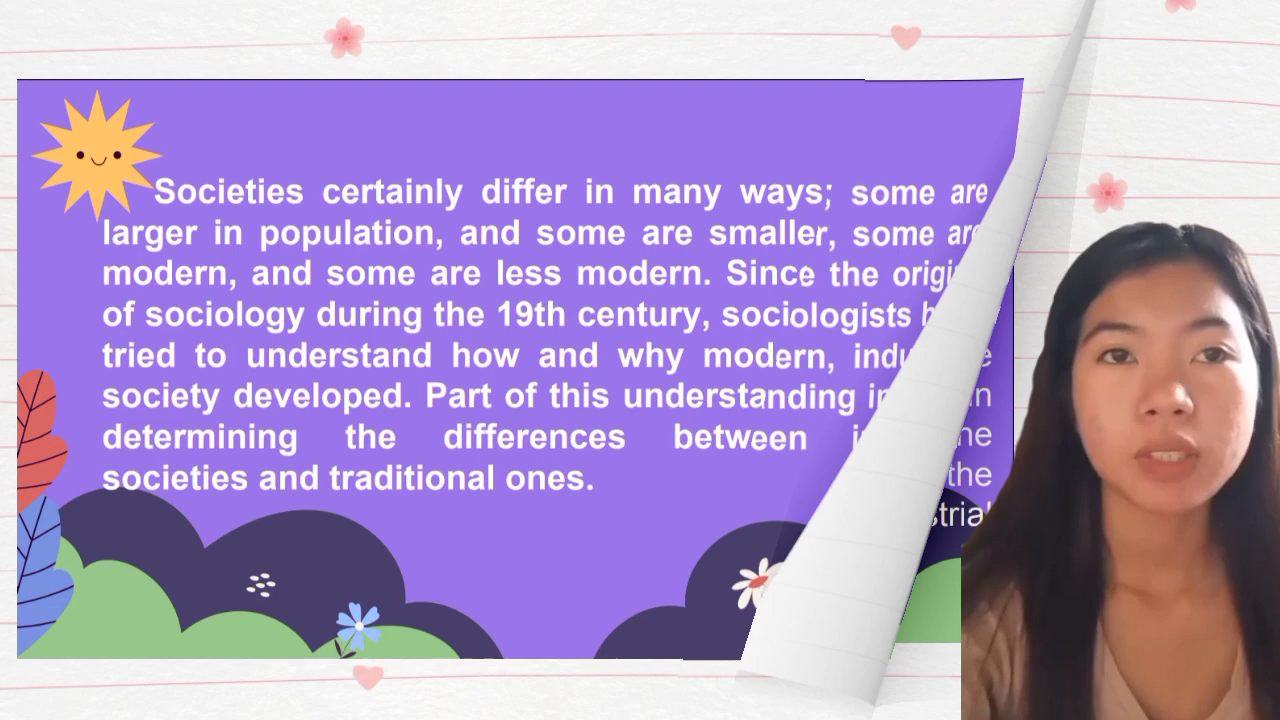 Societies certainly differ in many ways; some are
larger in population, and some are smaller, some are
modern, and some are less modern. Since the
of sociology during the 19th century, sociologists
tried to understand how and why modern,
society developed. Part of this understanding
determining the differences between
societies and traditional ones.
the